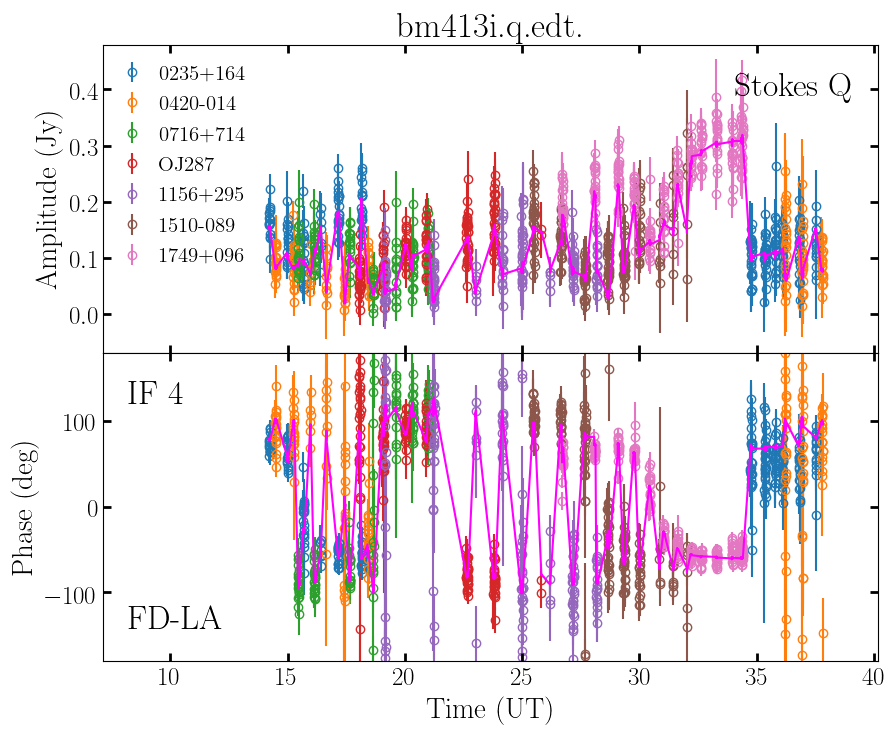 bm413i.q.edt.
Stokes Q
0235+164
0420-014
0716+714
OJ287
1156+295
1510-089
1749+096
Amplitude (Jy)
0.4
0.3
0.2
0.1
0.0
IF 4
FD-LA
Phase (deg)
100
0
−100
10 15 20 25 30 35 40
Time (UT)